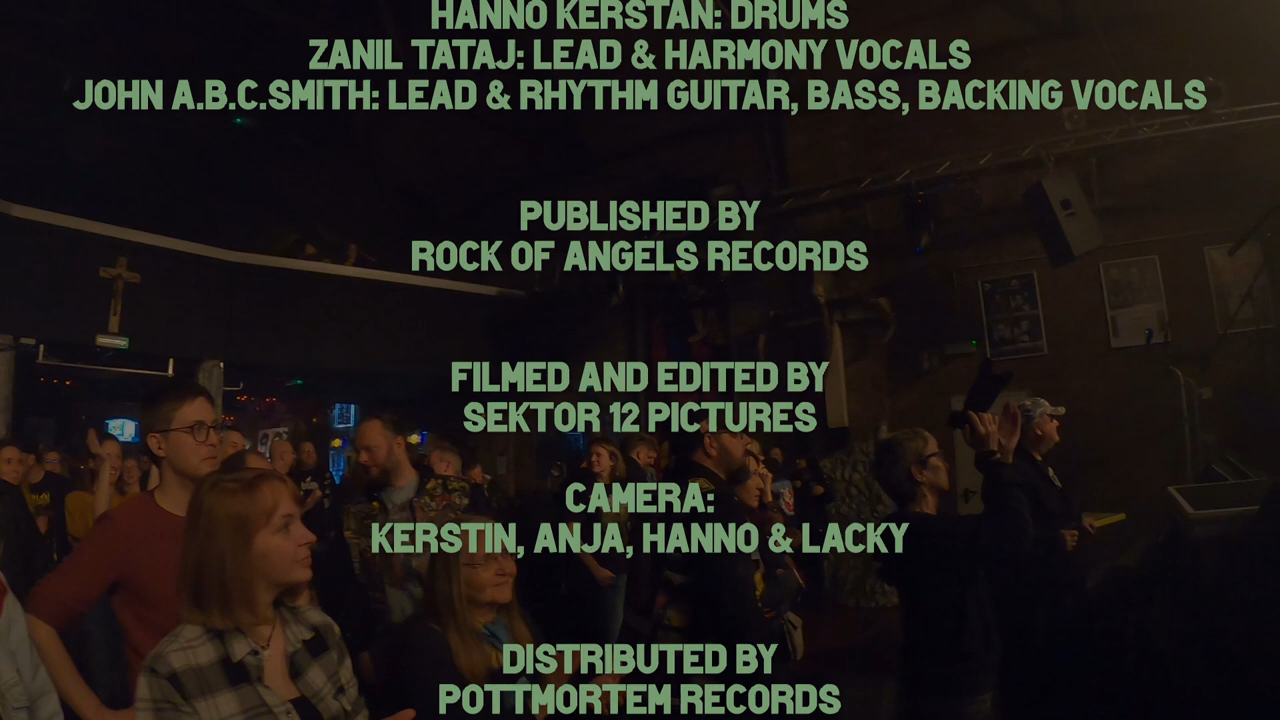 HANNO KERSTAN: DRUMS
ZANIL TATAJ: LEAD & HARMONY VOCALS
JOHN A.B.C.SMITH: LEAD & RHYTHM GUITAR, BASS, BACKING VOCALS
PUBLISHED BY
ROCK OF ANGELS RECORDS
FILMED AND EDITED BY
SEKTOR 12 PICTURES
CAMERA:
KERSTIN, ANJA, HANNO & LACKY
DISTRIBUTED BY
POTTMORTEM RECORDS